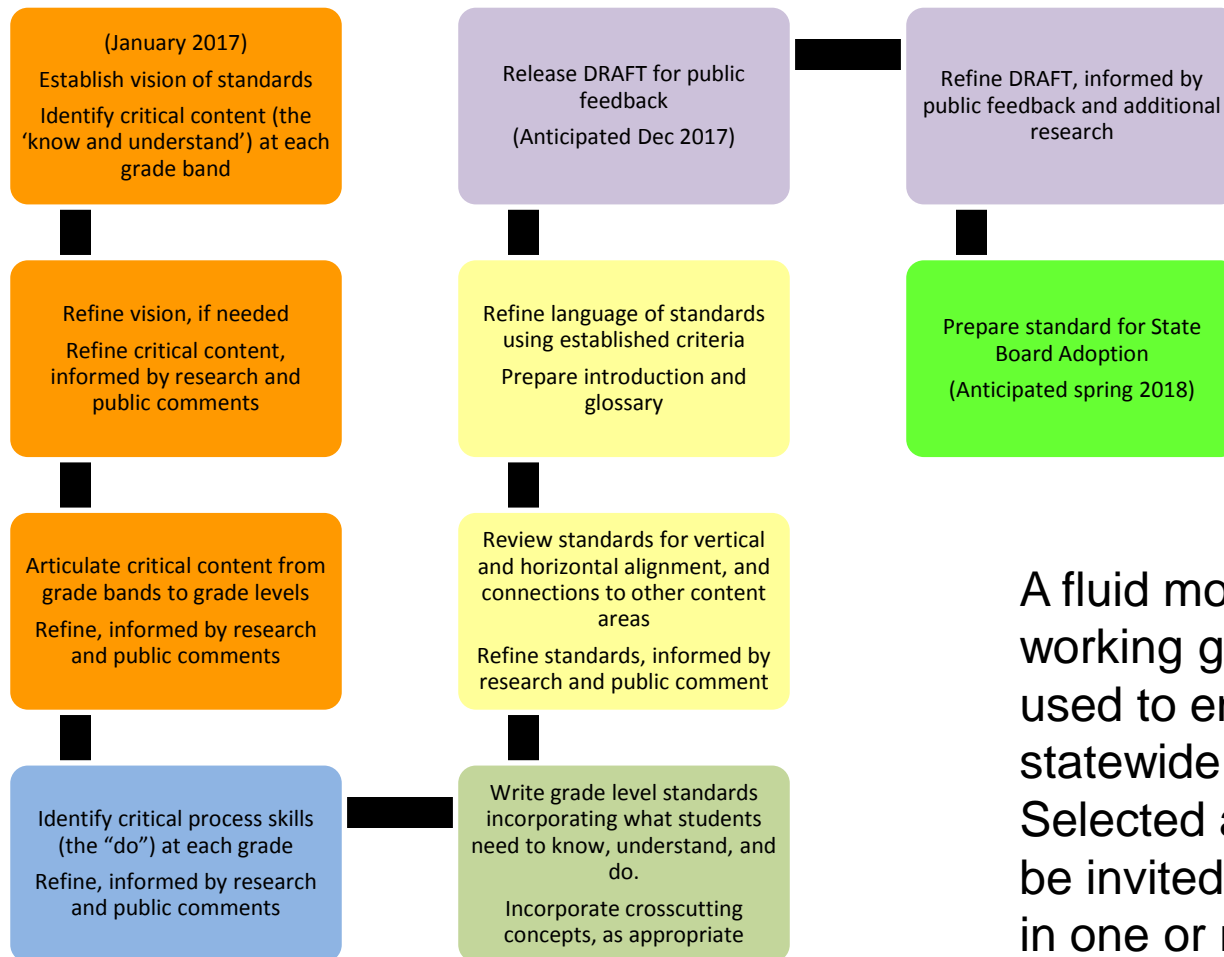 (January 2017)
Establish vision of standards
Identify critical content (the
‘know and understand’) at each
grade band
Refine vision, if needed
Refine critical content,
informed by research and
public comments
Articulate critical content from
grade bands to grade levels
Refine, informed by research
and public comments
Identify critical process skills
(the “do”) at each grade
Refine, informed by research
and public comments
Write grade level standards
incorporating what students
need to know, understand, and
do.
Incorporate crosscutting
concepts, as appropriate
Review standards for vertical
and horizontal alignment, and
connections to other content
areas
Refine standards, informed by
research and public comment
Refine language of standards
using established criteria
Prepare introduction and
glossary
Release DRAFT for public
feedback
(Anticipated Dec 2017)
Refine DRAFT, informed by
public feedback and additional
research
Prepare standard for State
Board Adoption
(Anticipated spring 2018)
A fluid mo
working g
used to
statewide
Selected a
be invited
in one or